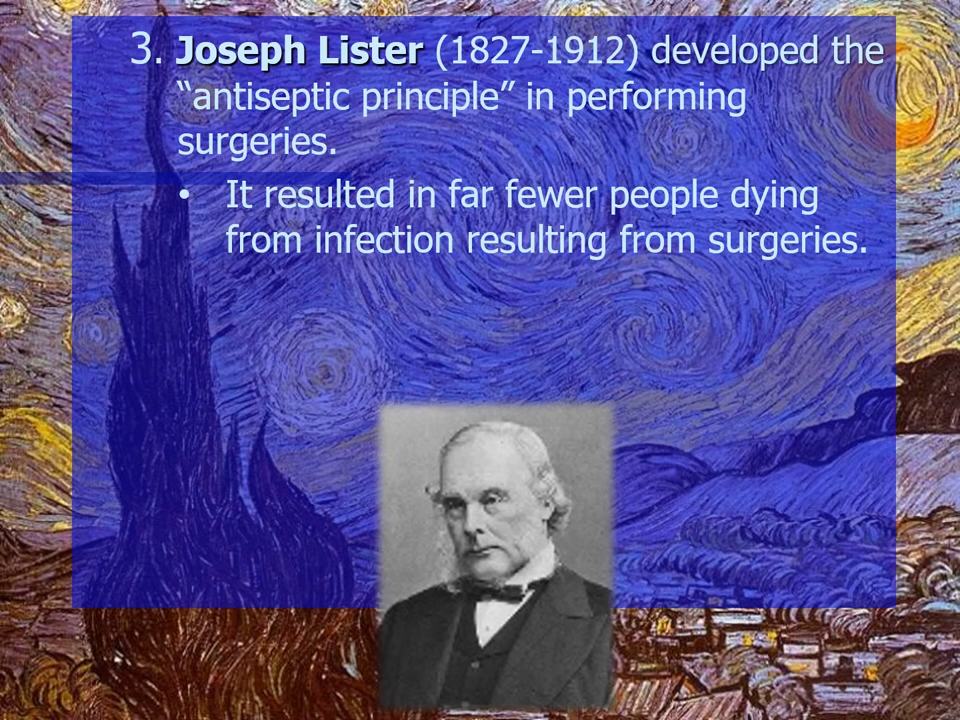 3. Joseph Lister (1827-1912) developed the
“antiseptic principle” in performing
surgeries.
• It resulted in far fewer people dying
from infection resulting from surgeries.